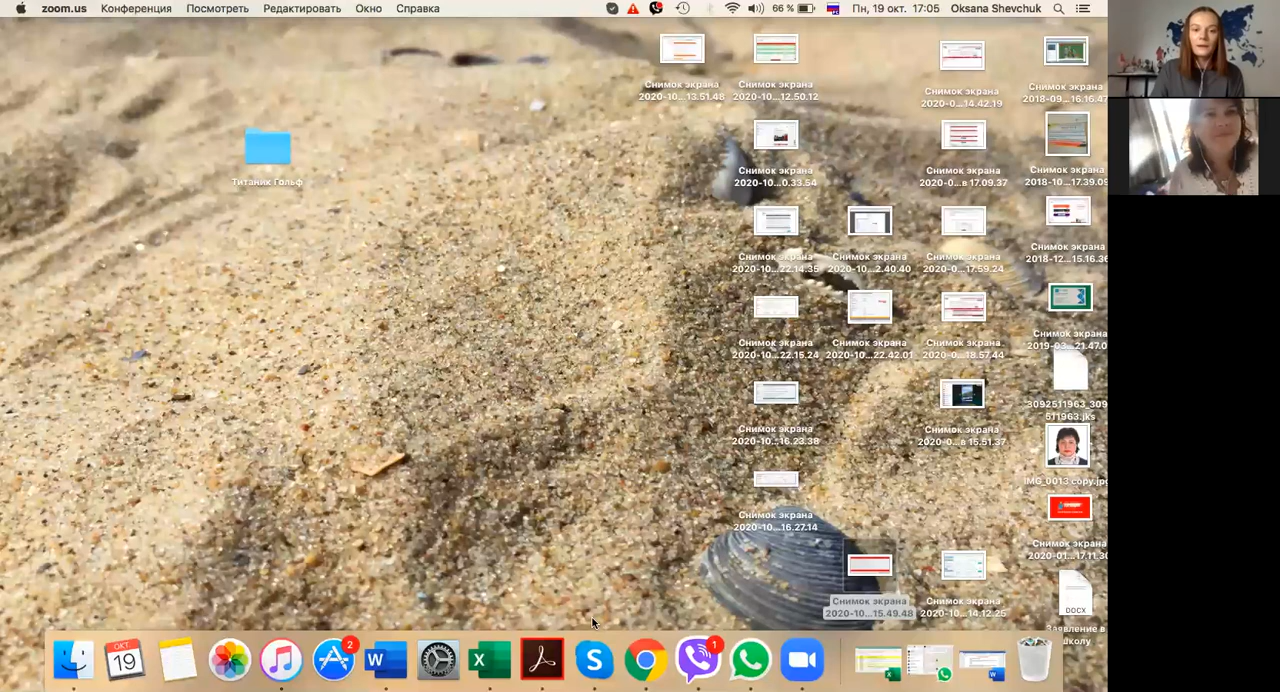 zoom.us Конференция Посмотреть Редактировать Окно Справка 66 % Пн, 19 окт. 17:05 Oksana Shevchuk
Титаник Гольф
Снимок экрана
2020-10...13.51.48
Снимок экрана
2020-10...12.50.12
Снимок экрана
2020-0...14.42.19
Снимок экрана
2018-09...16.16.47
Снимок экрана
2020-10...0.33.54
Снимок экрана
2020-0...в 17.09.37
Снимок экрана
2018-10...17.39.09
Снимок экрана
2020-10...22.14.35
Снимок экрана
2020-10...2.40.40
Снимок экрана
2020-0...17.59.24
Снимок экрана
2018-12...15.16.36
Снимок экрана
2020-10...22.15.24
Снимок экрана
2020-10...22.42.01
Снимок экрана
2020-0...18.57.44
Снимок экрана
2019-03...21.47.0
Снимок экрана
2020-10...16.23.38
Снимок экрана
2020-0...в 15.51.37
3092511963_309
511963.jks
IMG_0013 copy.jpg
Снимок экрана
2020-10...16.27.14
Снимок экрана
2020-01...17.11.30
Снимок экрана
2020-10...15.49.48
Снимок экрана
2020-0...14.12.25
DOCX
Заявление в
школу
ОКТ.
19
2
W
X
S
1